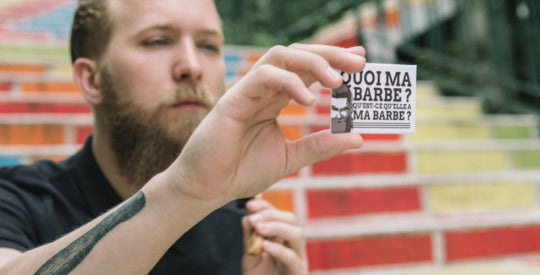 QUOI MA
BARBE ?
QU'EST-CE QU'ELLE A
MA BARBE ?